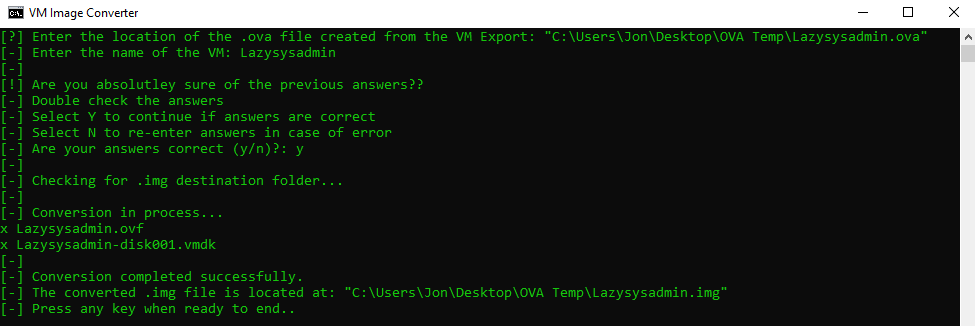 VM Image Converter
[?] Enter the location of the .ova file created from the VM Export: "C:\Users\Jon\Desktop\OVA Temp\Lazysysadmin.ova"
[-] Enter the name of the VM: Lazysysadmin
[-]
[!] Are you absolutley sure of the previous answers??
[-] Double check the answers
[-] Select Y to continue if answers are correct
[-] Select N to re-enter answers in case of error
[-] Are your answers correct (y/n)?: y
[-]
[-] Checking for .img destination folder...
[-]
[-] Conversion in process...
x Lazysysadmin.ovf
x Lazysysadmin-disk001.vmdk
[-]
[-] Conversion completed successfully.
[-] The converted .img file is located at: "C:\Users\Jon\Desktop\OVA Temp\Lazysysadmin.img"
[-] Press any key when ready to end..